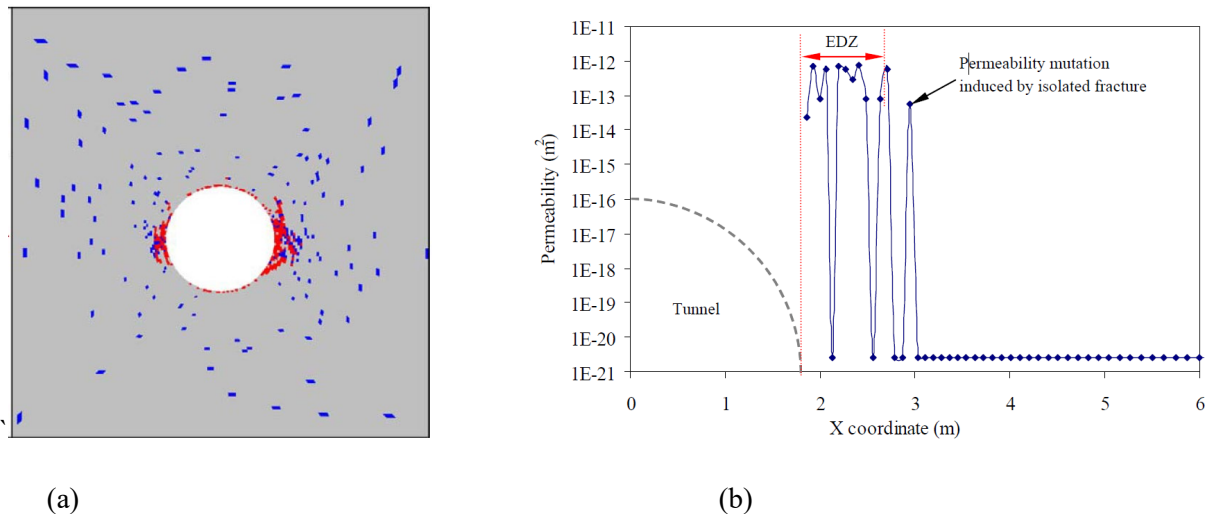 1E-11
1E-12
1E-13
1E-14
1E-15
1E-16
1E-17
1E-18
1E-19
1E-20
1E-21
Permeability (m²)
EDZ
Permeability mutation
induced by isolated fracture
Tunnel
0 1 2 3 4 5 6
X coordinate (m)
(a) (b)